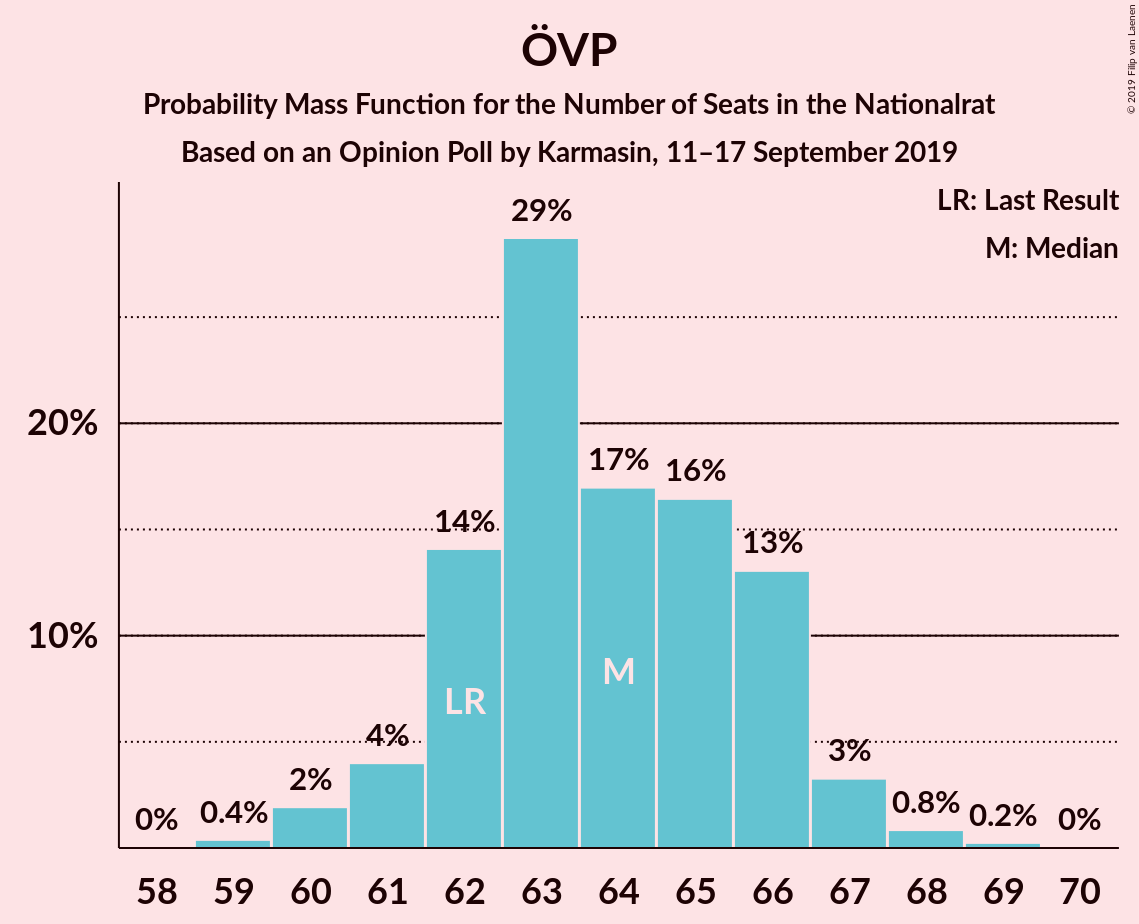 ÖVP
Probability Mass Function for the Number of Seats in the Nationalrat
Based on an Opinion Poll by Karmasin, 11–17 September 2019
© 2019 Filip van Laenen
LR: Last Result
M: Median
20%
10%
0%
0.4%
2%
4%
14%
29%
17%
16%
13%
3%
0.8%
0.2%
0%
LR
M
58 59 60 61 62 63 64 65 66 67 68 69 70